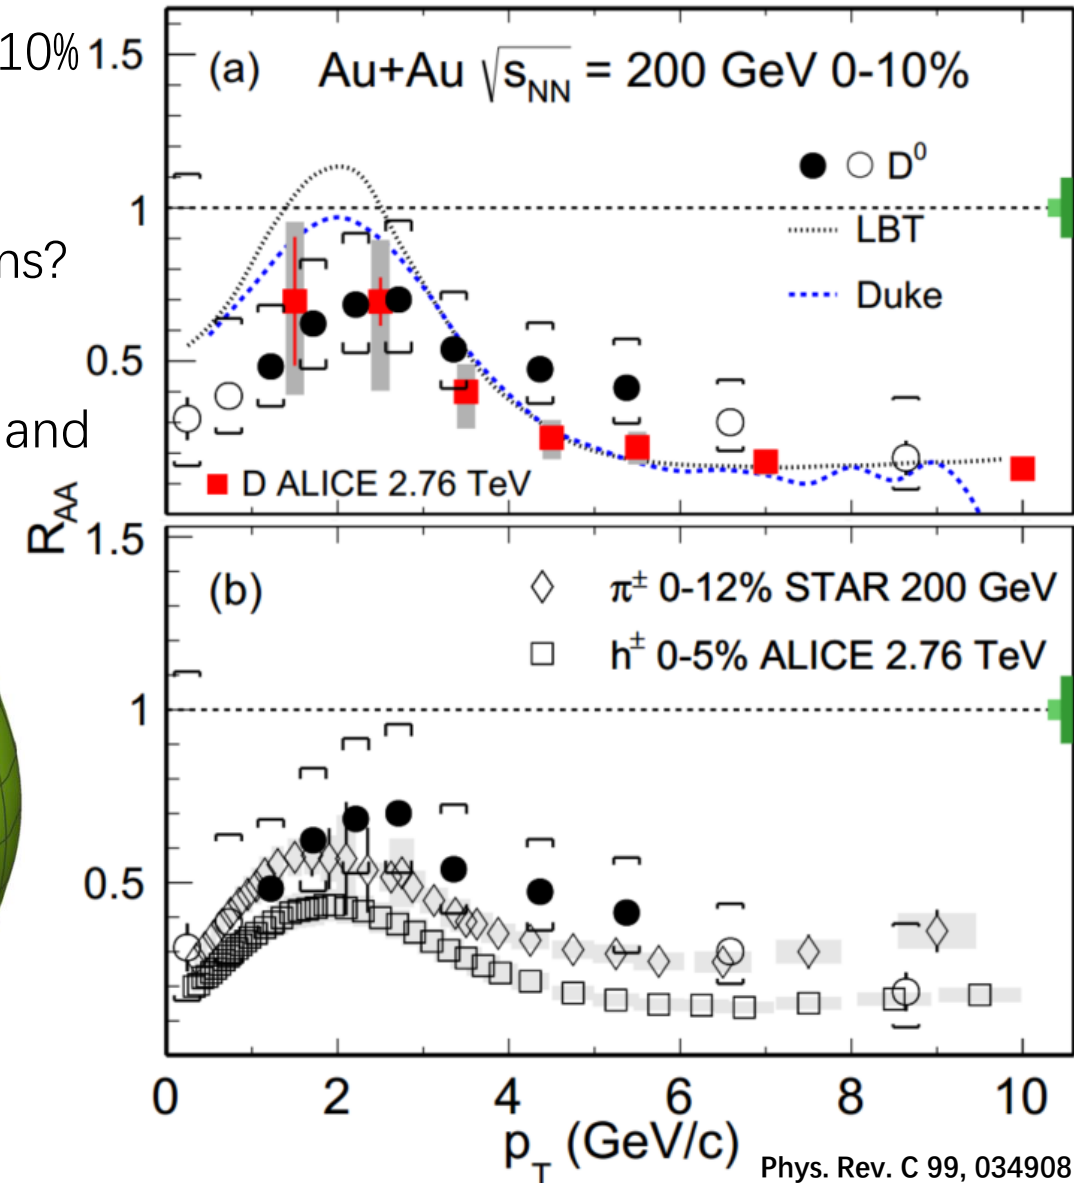 10%
ns?
and
(a) Au+Au √sNN = 200 GeV 0-10%
D⁰
LBT
Duke
D ALICE 2.76 TeV
1.5
1
0.5
RAA
(b)
π± 0-12% STAR 200 GeV
h± 0-5% ALICE 2.76 TeV
1.5
1
0.5
0 2 4 6 8 10
pT (GeV/c)
Phys. Rev. C 99, 034908